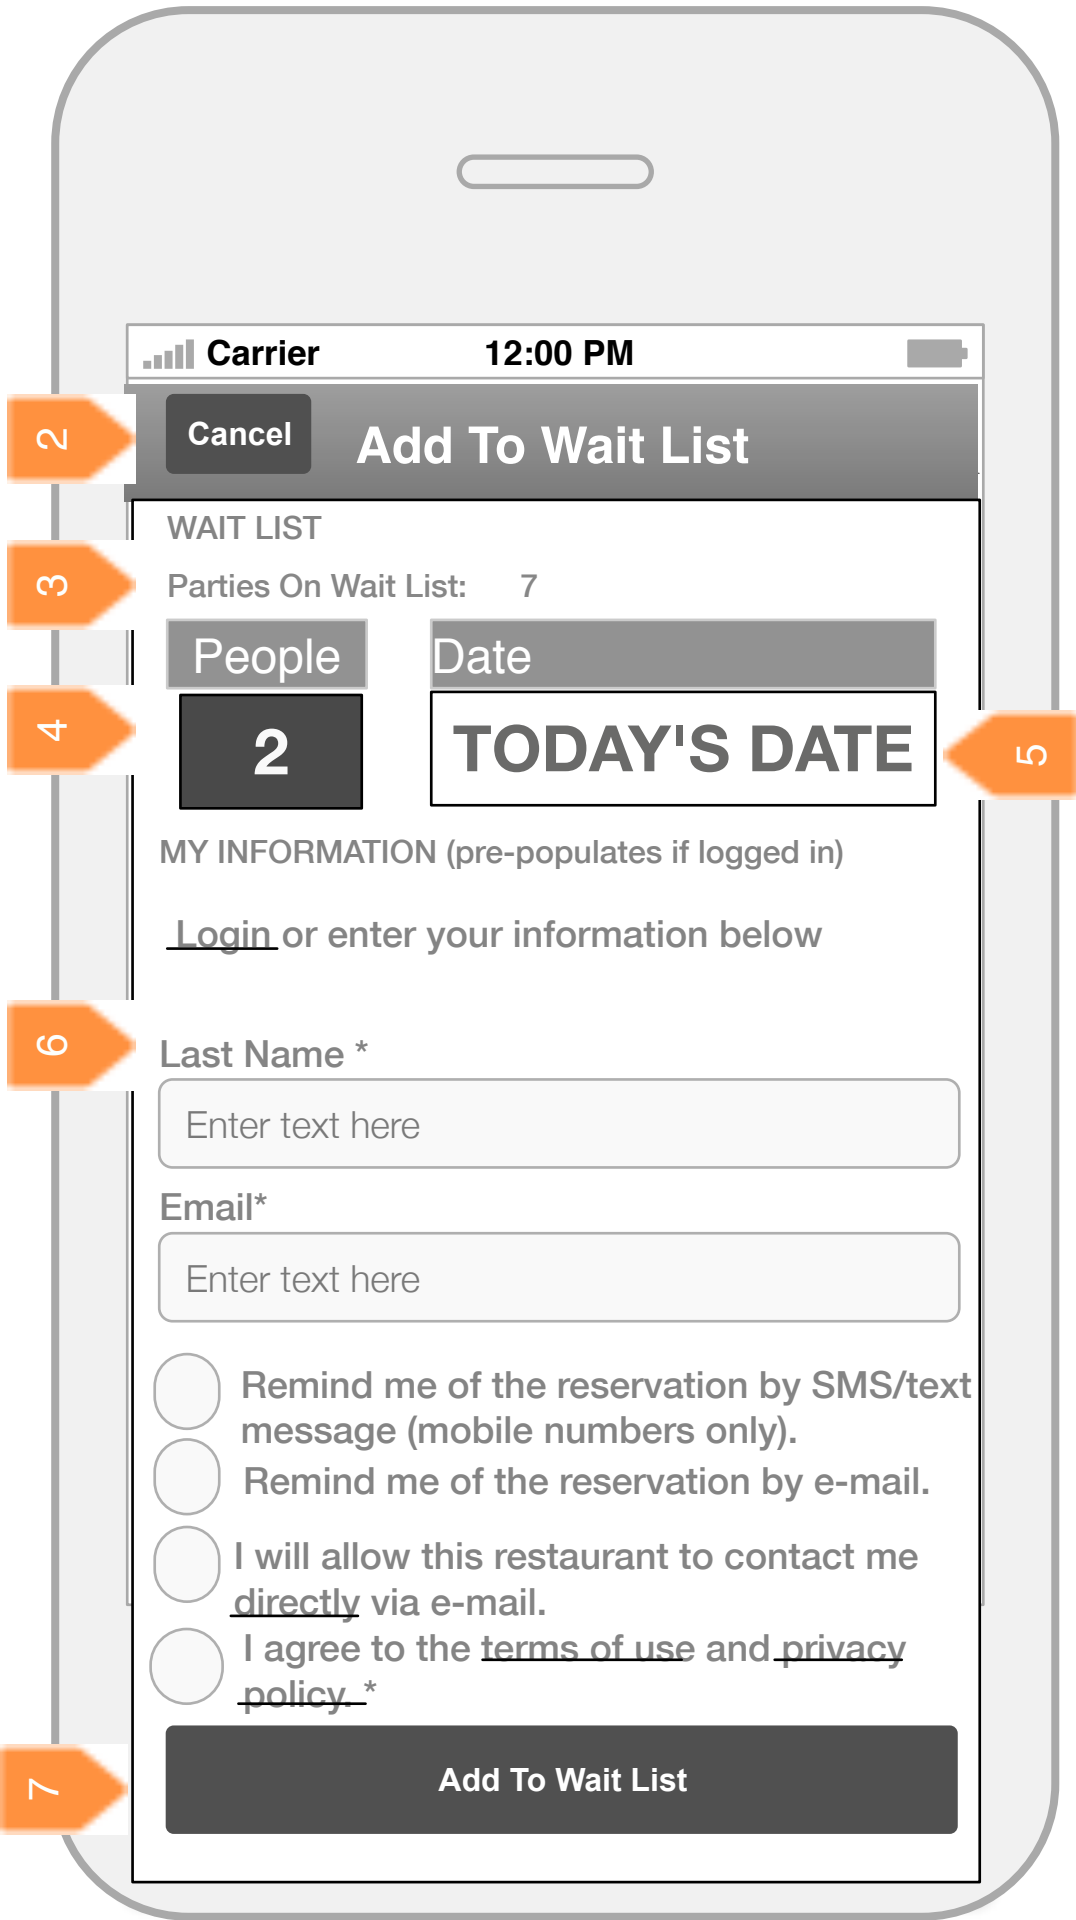 Carrier 12:00 PM
2
Cancel Add To Wait List
WAIT LIST
3
Parties On Wait List: 7
People Date
4
2 TODAY'S DATE
5
MY INFORMATION (pre-populates if logged in)
Login or enter your information below
6
Last Name *
Enter text here
Email*
Enter text here
Remind me of the reservation by SMS/text
message (mobile numbers only).
Remind me of the reservation by e-mail.
I will allow this restaurant to contact me
directly via e-mail.
I agree to the terms of use and privacy
policy. *
7
Add To Wait List